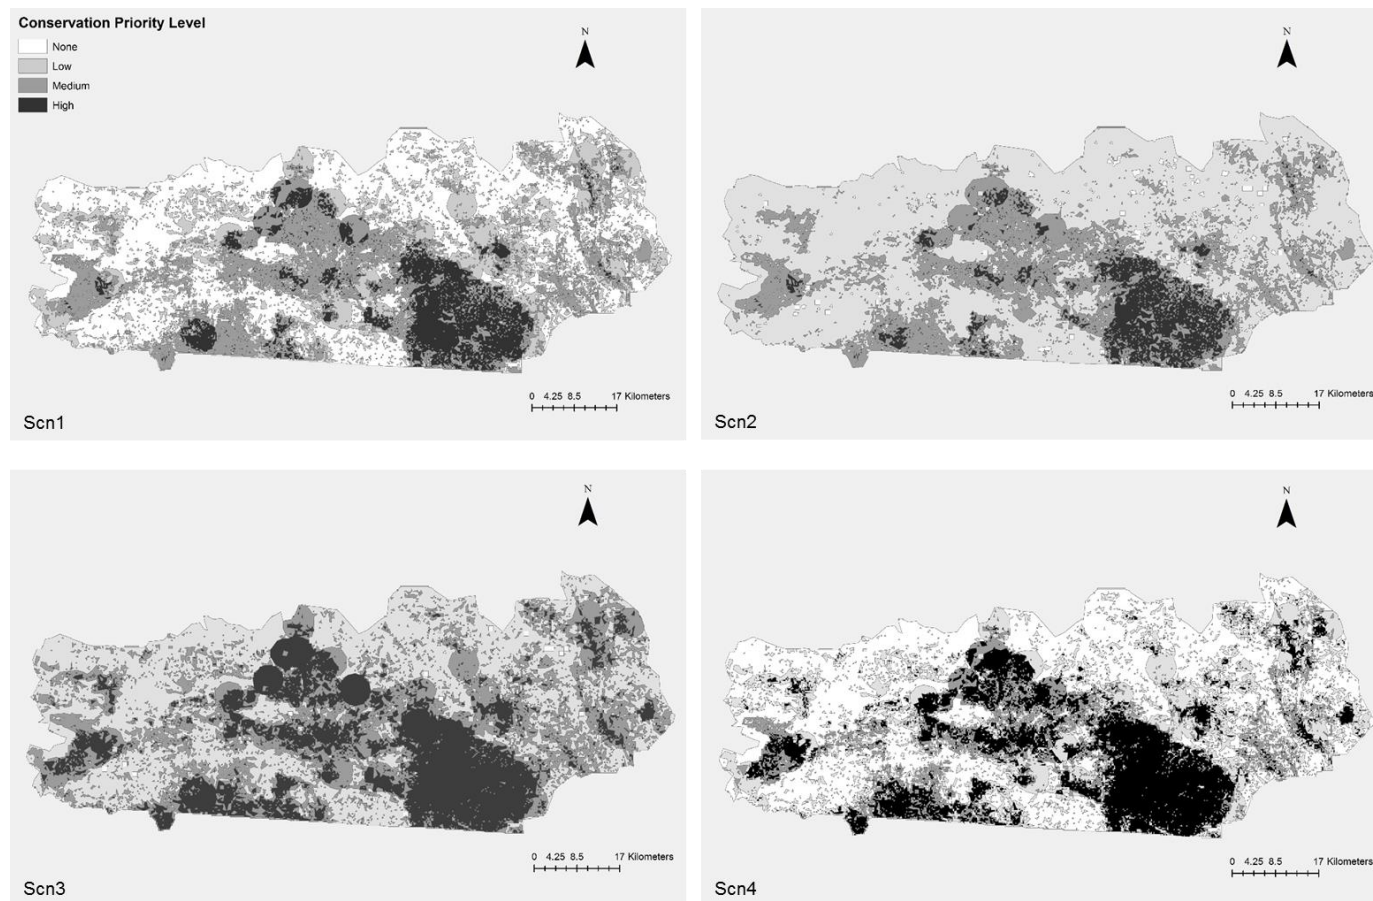 Conservation Priority Level
None
Low
Medium
High
N
0 4.25 8.5 17 Kilometers
Scn1
N
0 4.25 8.5 17 Kilometers
Scn2
N
0 4.25 8.5 17 Kilometers
Scn3
N
0 4.25 8.5 17 Kilometers
Scn4